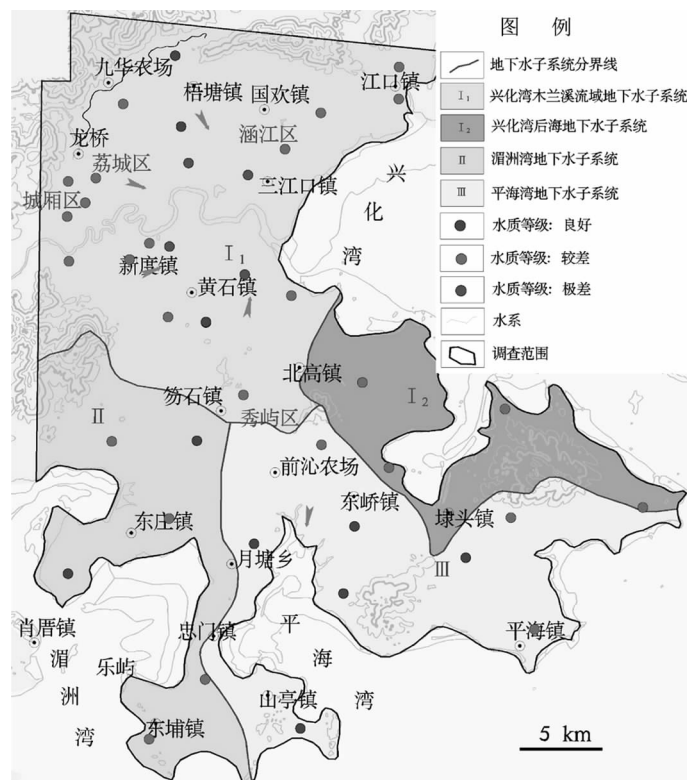 图 例
地下水子系统分界线
I₁ 兴化湾木兰溪流域地下水子系统
I₂ 兴化湾后海地下水子系统
II 湄洲湾地下水子系统
III 平海湾地下水子系统
水质等级: 良好
水质等级: 较差
水质等级: 极差
水系
调查范围
九华农场
梧塘镇
国欢镇
江口镇
涵江区
龙桥
荔城区
三江口镇
城厢区
兴化湾
新度镇
I₁
黄石镇
北高镇
I₂
笏石镇
秀屿区
II
前沁农场
东峤镇
埭头镇
东庄镇
月塘乡
III
肖厝镇
忠门镇
平海湾
平海镇
湄洲湾
乐屿
山亭镇
东埔镇
5 km